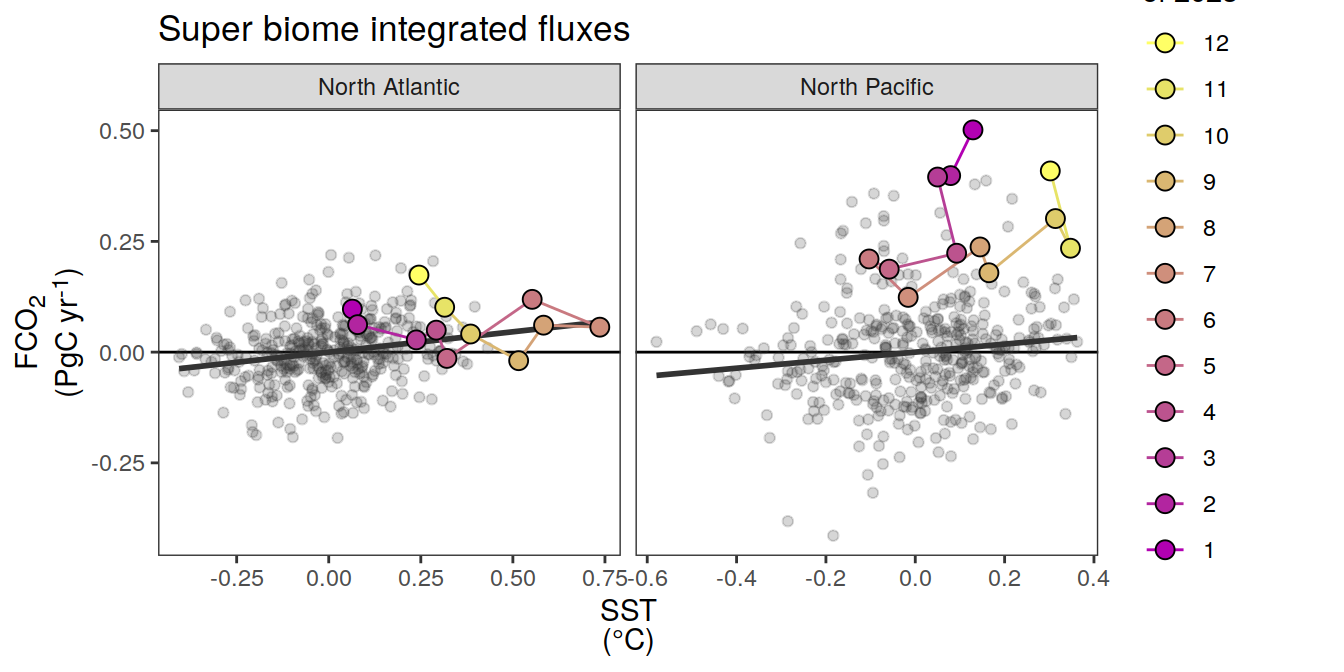 Super biome integrated fluxes
North Atlantic
North Pacific
0.50
0.25
0.00
-0.25
FCO2
(PgC yr-1)
-0.25 0.00 0.25 0.50 0.75
-0.6 -0.4 -0.2 0.0 0.2 0.4
SST
(°C)
12
11
10
9
8
7
6
5
4
3
2
1